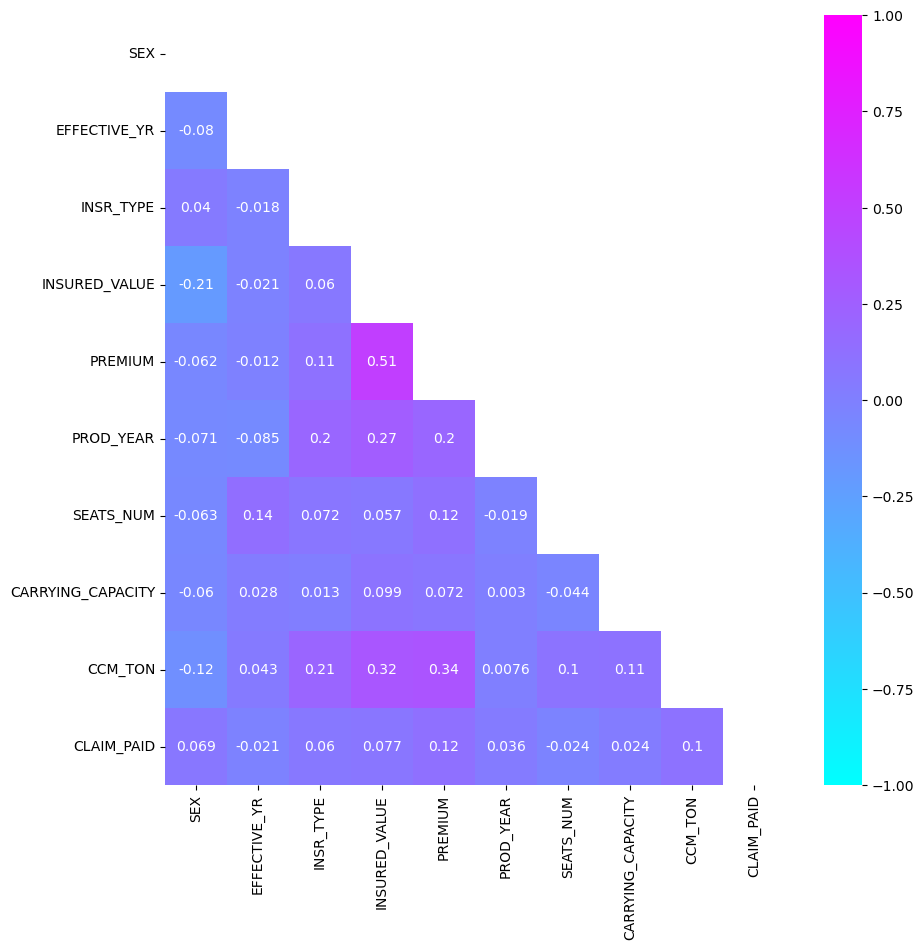 SEX
EFFECTIVE_YR -0.08
INSR_TYPE 0.04 -0.018
INSURED_VALUE -0.21 -0.021 0.06
PREMIUM -0.062 -0.012 0.11 0.51
PROD_YEAR -0.071 -0.085 0.2 0.27 0.2
SEATS_NUM -0.063 0.14 0.072 0.057 0.12 -0.019
CARRYING_CAPACITY -0.06 0.028 0.013 0.099 0.072 0.003 -0.044
CCM_TON -0.12 0.043 0.21 0.32 0.34 0.0076 0.1 0.11
CLAIM_PAID 0.069 -0.021 0.06 0.077 0.12 0.036 -0.024 0.024 0.1
SEX
EFFECTIVE_YR
INSR_TYPE
INSURED_VALUE
PREMIUM
PROD_YEAR
SEATS_NUM
CARRYING_CAPACITY
CCM_TON
CLAIM_PAID
1.00
0.75
0.50
0.25
0.00
−0.25
−0.50
−0.75
−1.00